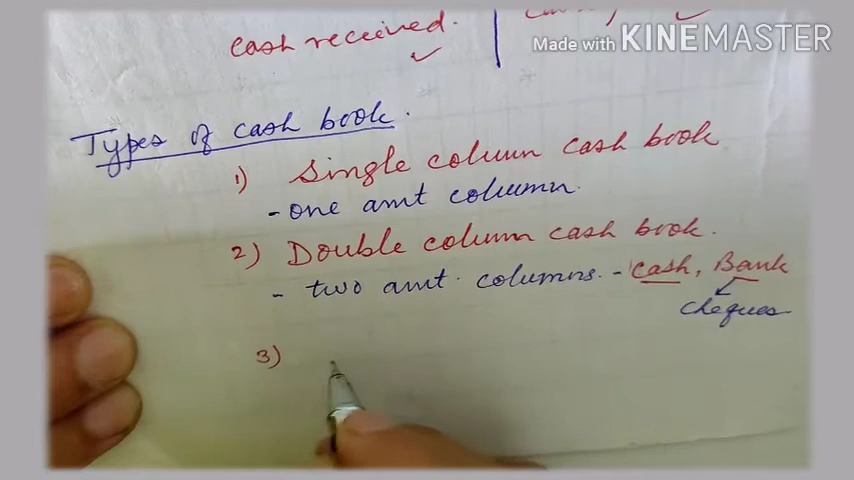 cash received.
Made with KINEMASTER
Types of cash book.
1) Single column cash book
- one amt column.
2) Double column cash book.
- two amt. columns. - cash, Bank
cheques
3)